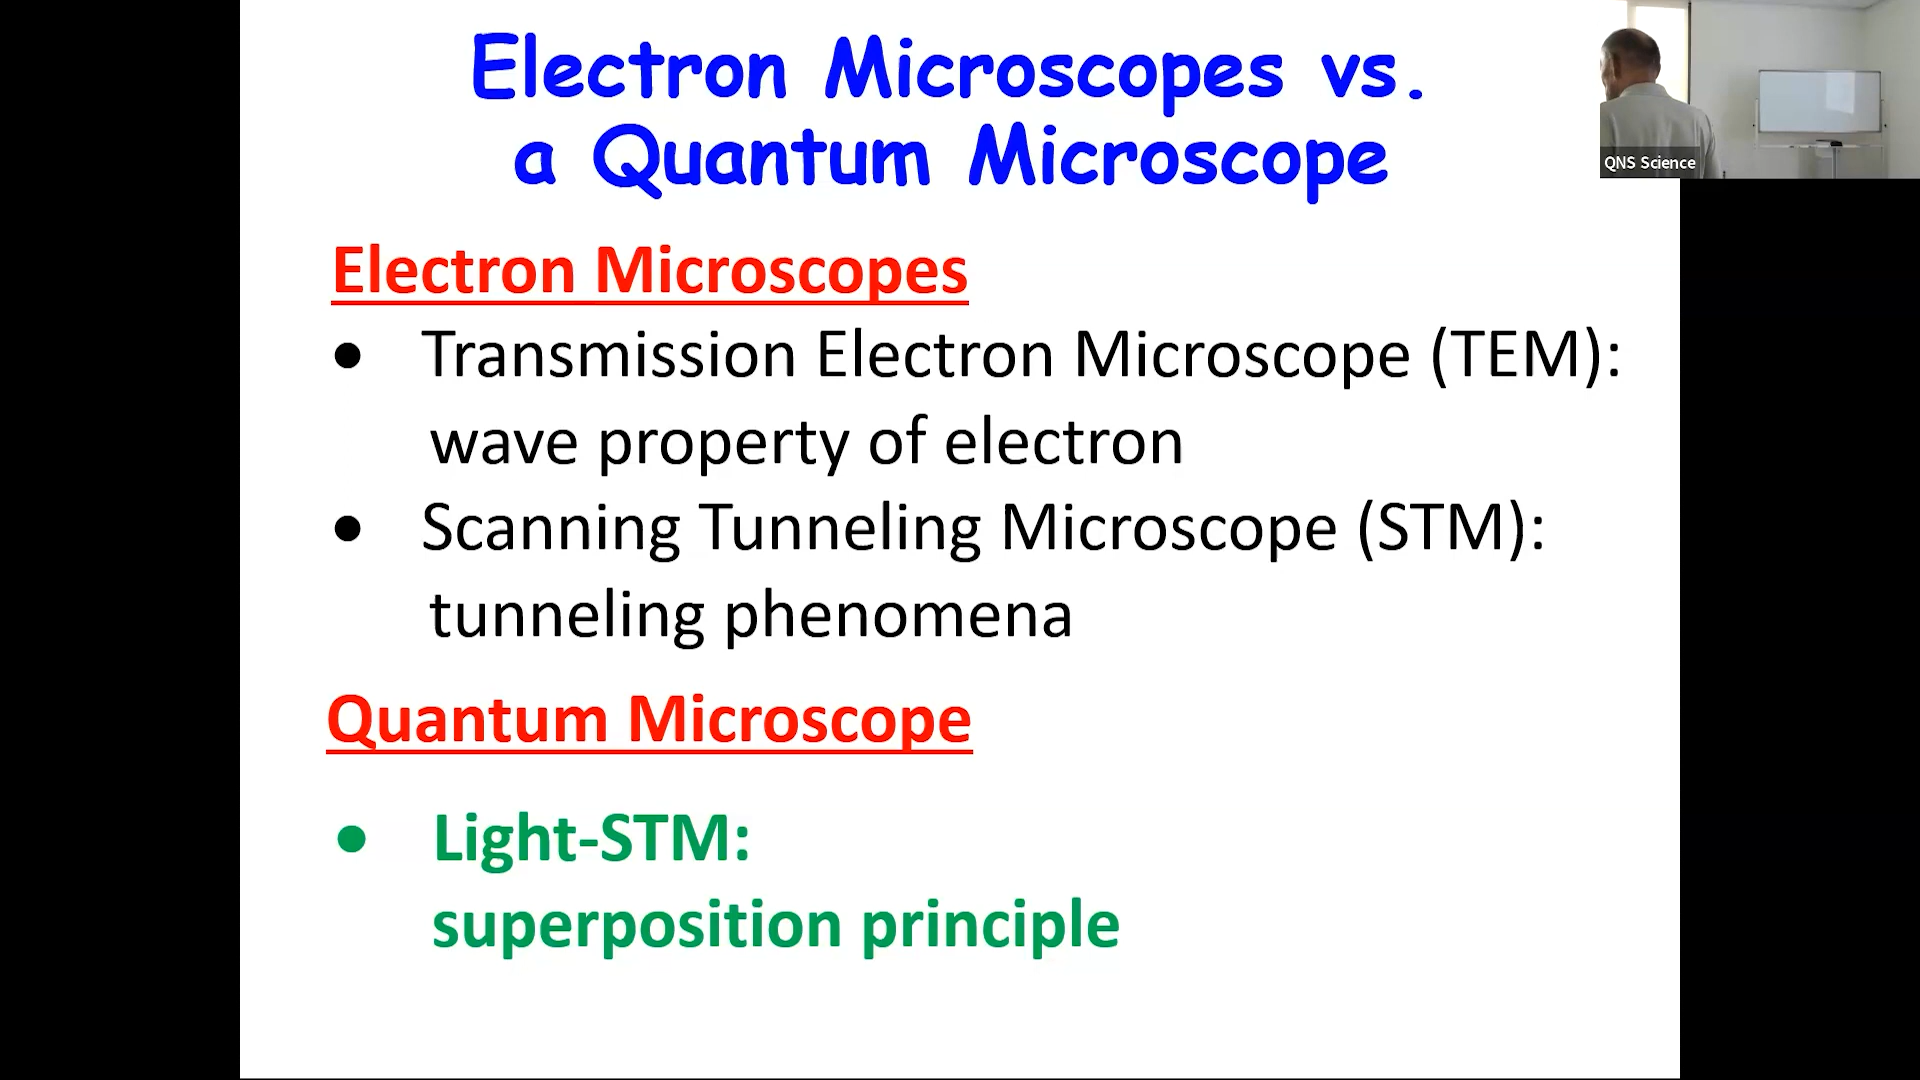 Electron Microscopes vs.
a Quantum Microscope
QNS Science
Electron Microscopes
• Transmission Electron Microscope (TEM):
wave property of electron
• Scanning Tunneling Microscope (STM):
tunneling phenomena
Quantum Microscope
• Light-STM:
superposition principle